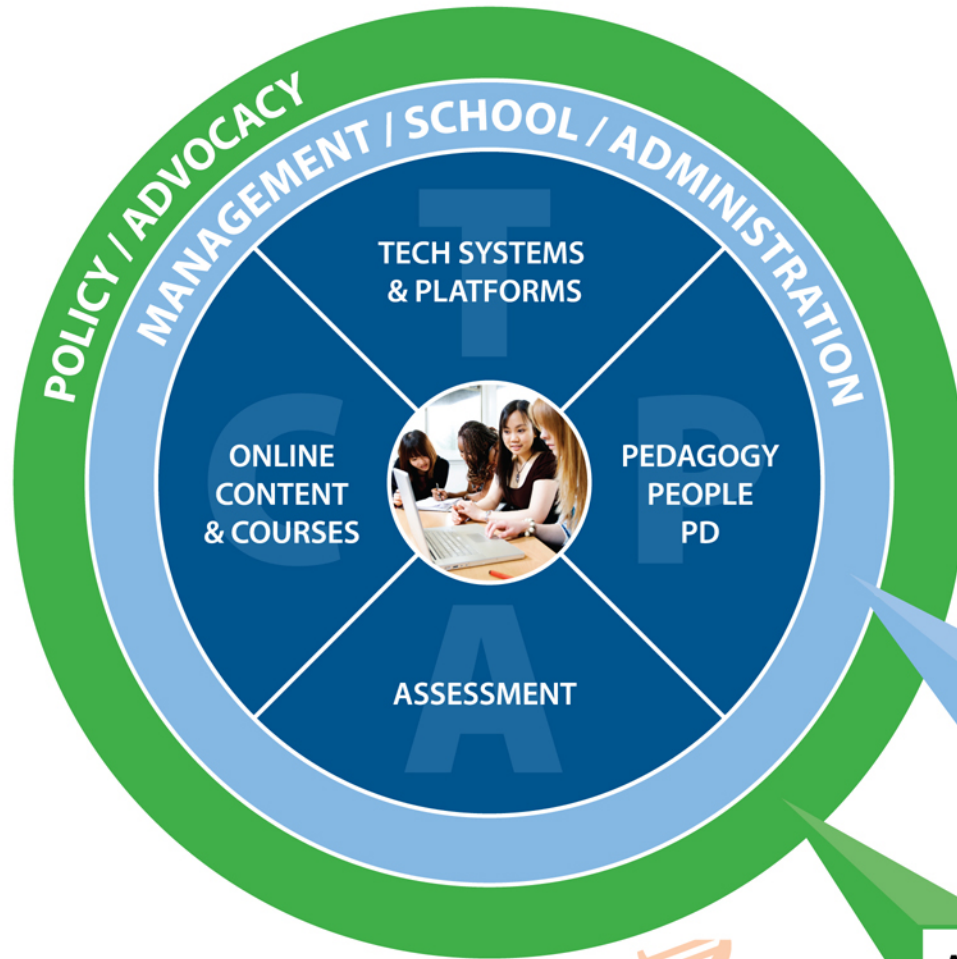 POLICY / ADVOCACY
MANAGEMENT / SCHOOL / ADMINISTRATION
T
TECH SYSTEMS
& PLATFORMS
C
ONLINE
CONTENT
& COURSES
P
PEDAGOGY
PEOPLE
PD
A
ASSESSMENT